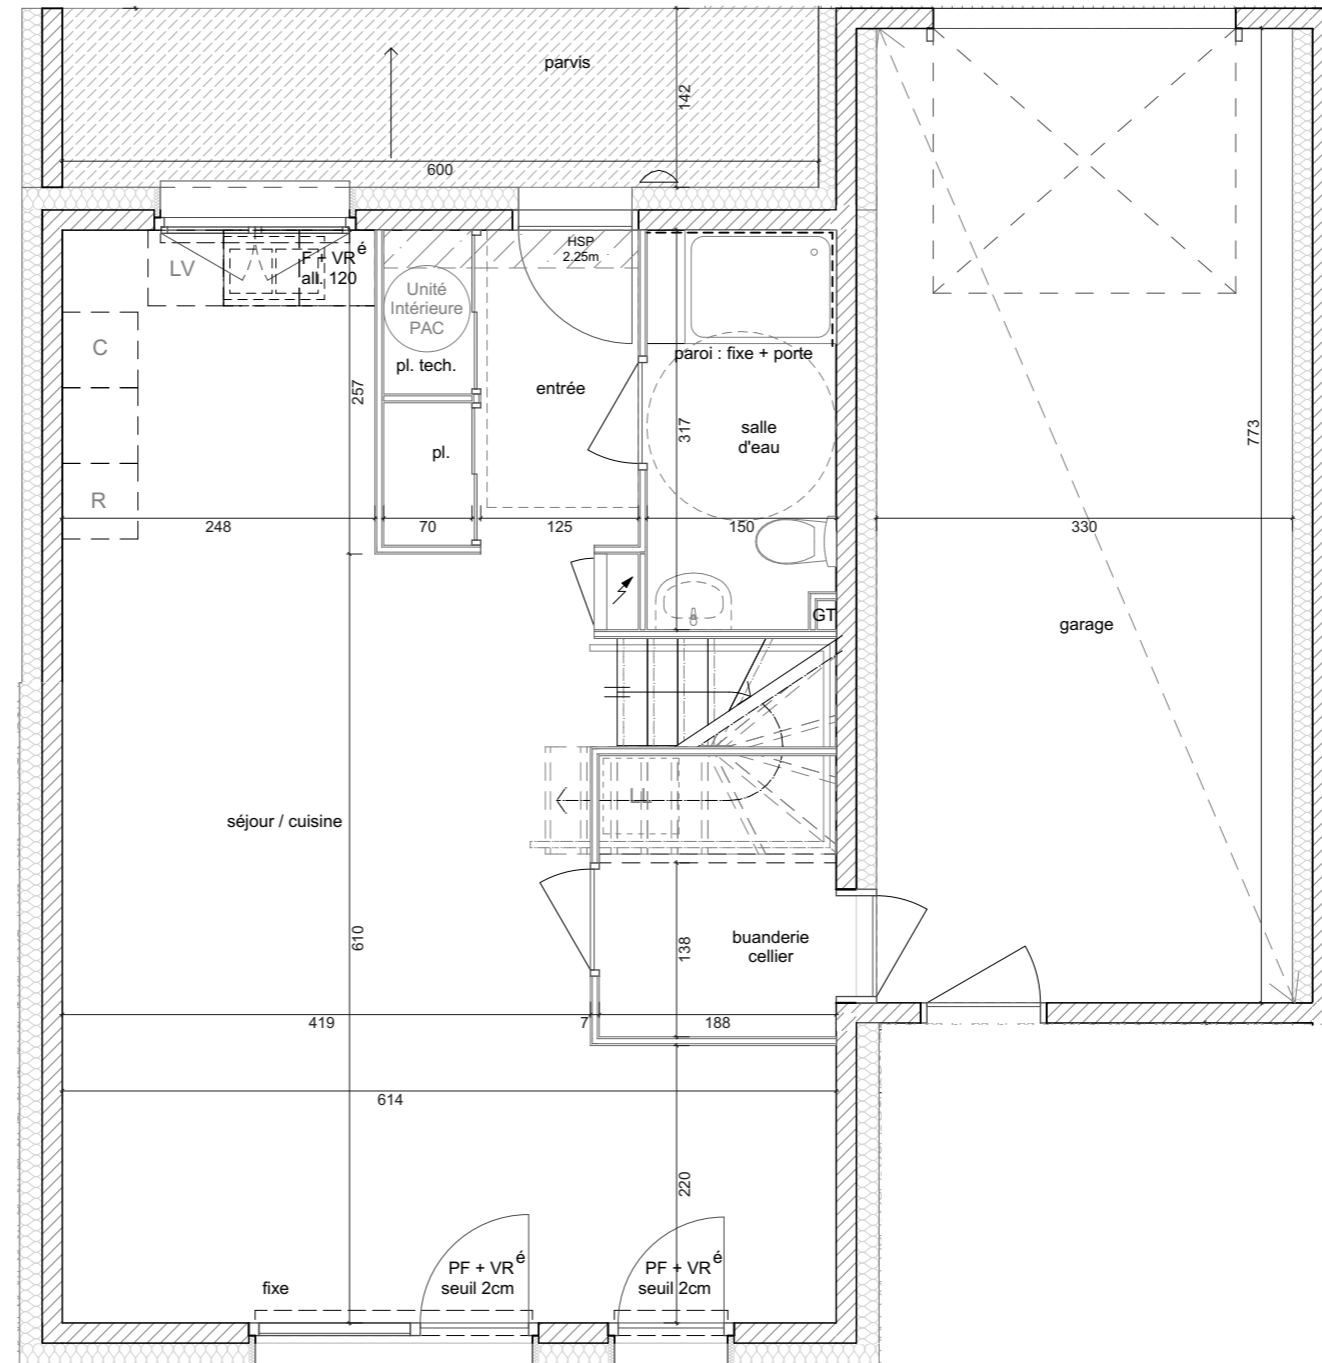 parvis
142
600
HSP
2.25m
LV
F + VRé
all. 120
Unité
Intérieure
PAC
C
pl. tech.
paroi : fixe + porte
257
entrée
317
salle
d'eau
773
pl.
R
248
70
125
150
330
GT
garage
LL
séjour / cuisine
610
138
buanderie
cellier
419
7
188
614
220
PF + VRé
seuil 2cm
PF + VRé
seuil 2cm
fixe